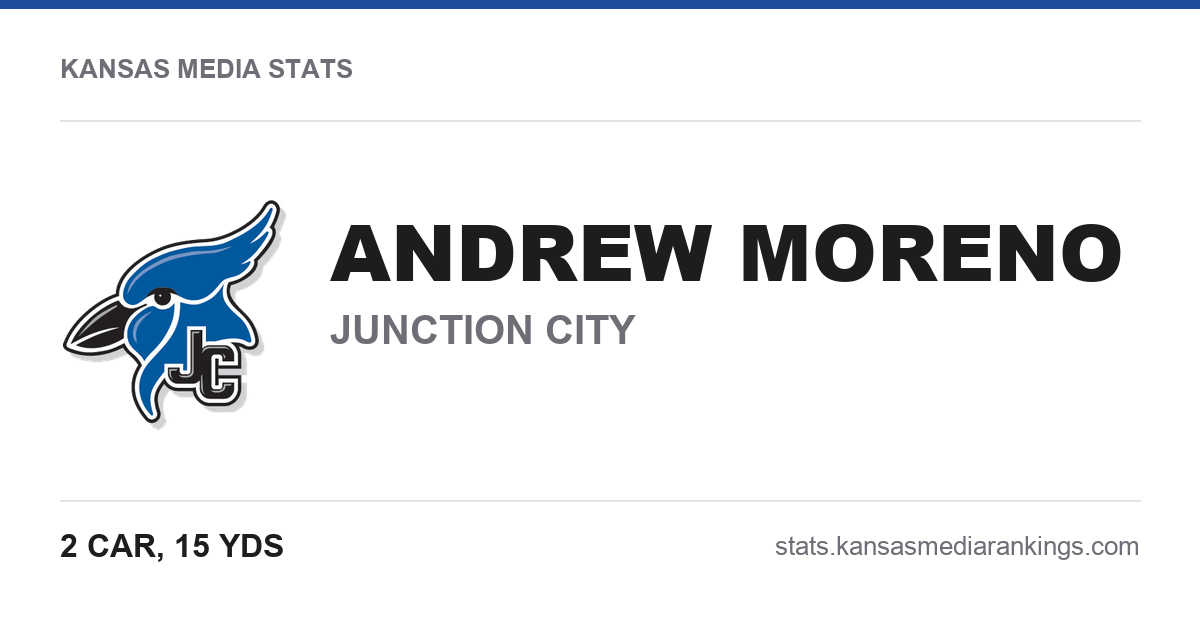 KANSAS MEDIA STATS
ANDREW MORENO
JUNCTION CITY
JC
2 CAR, 15 YDS
stats.kansasmediarankings.com